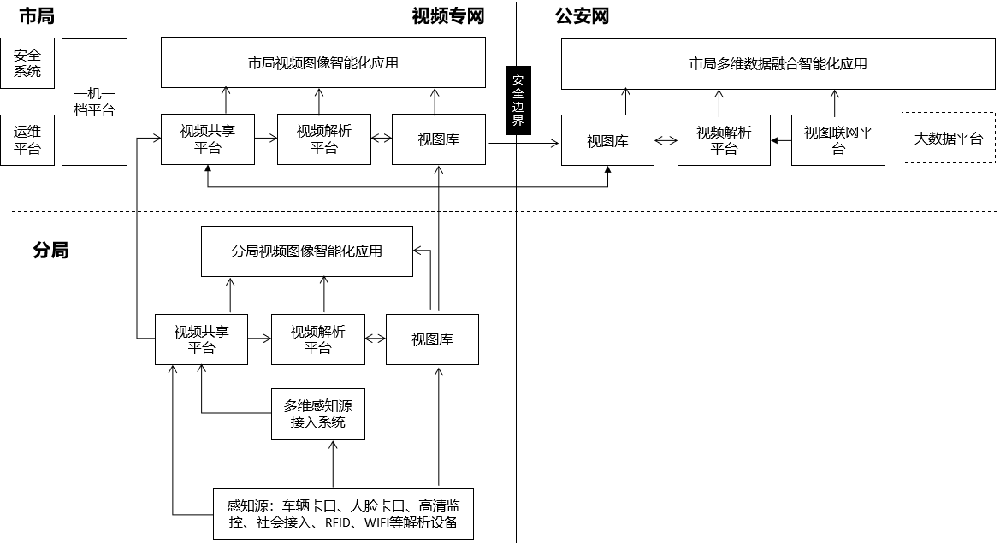 市局
视频专网
公安网
安全
系统
一机一
档平台
市局视频图像智能化应用
安全边界
市局多维数据融合智能化应用
运维
平台
视频共享
平台
视频解析
平台
视图库
视图库
视频解析
平台
视图联网平
台
大数据平台
分局
分局视频图像智能化应用
视频共享
平台
视频解析
平台
视图库
多维感知源
接入系统
感知源：车辆卡口、人脸卡口、高清监
控、社会接入、RFID、WIFI等解析设备